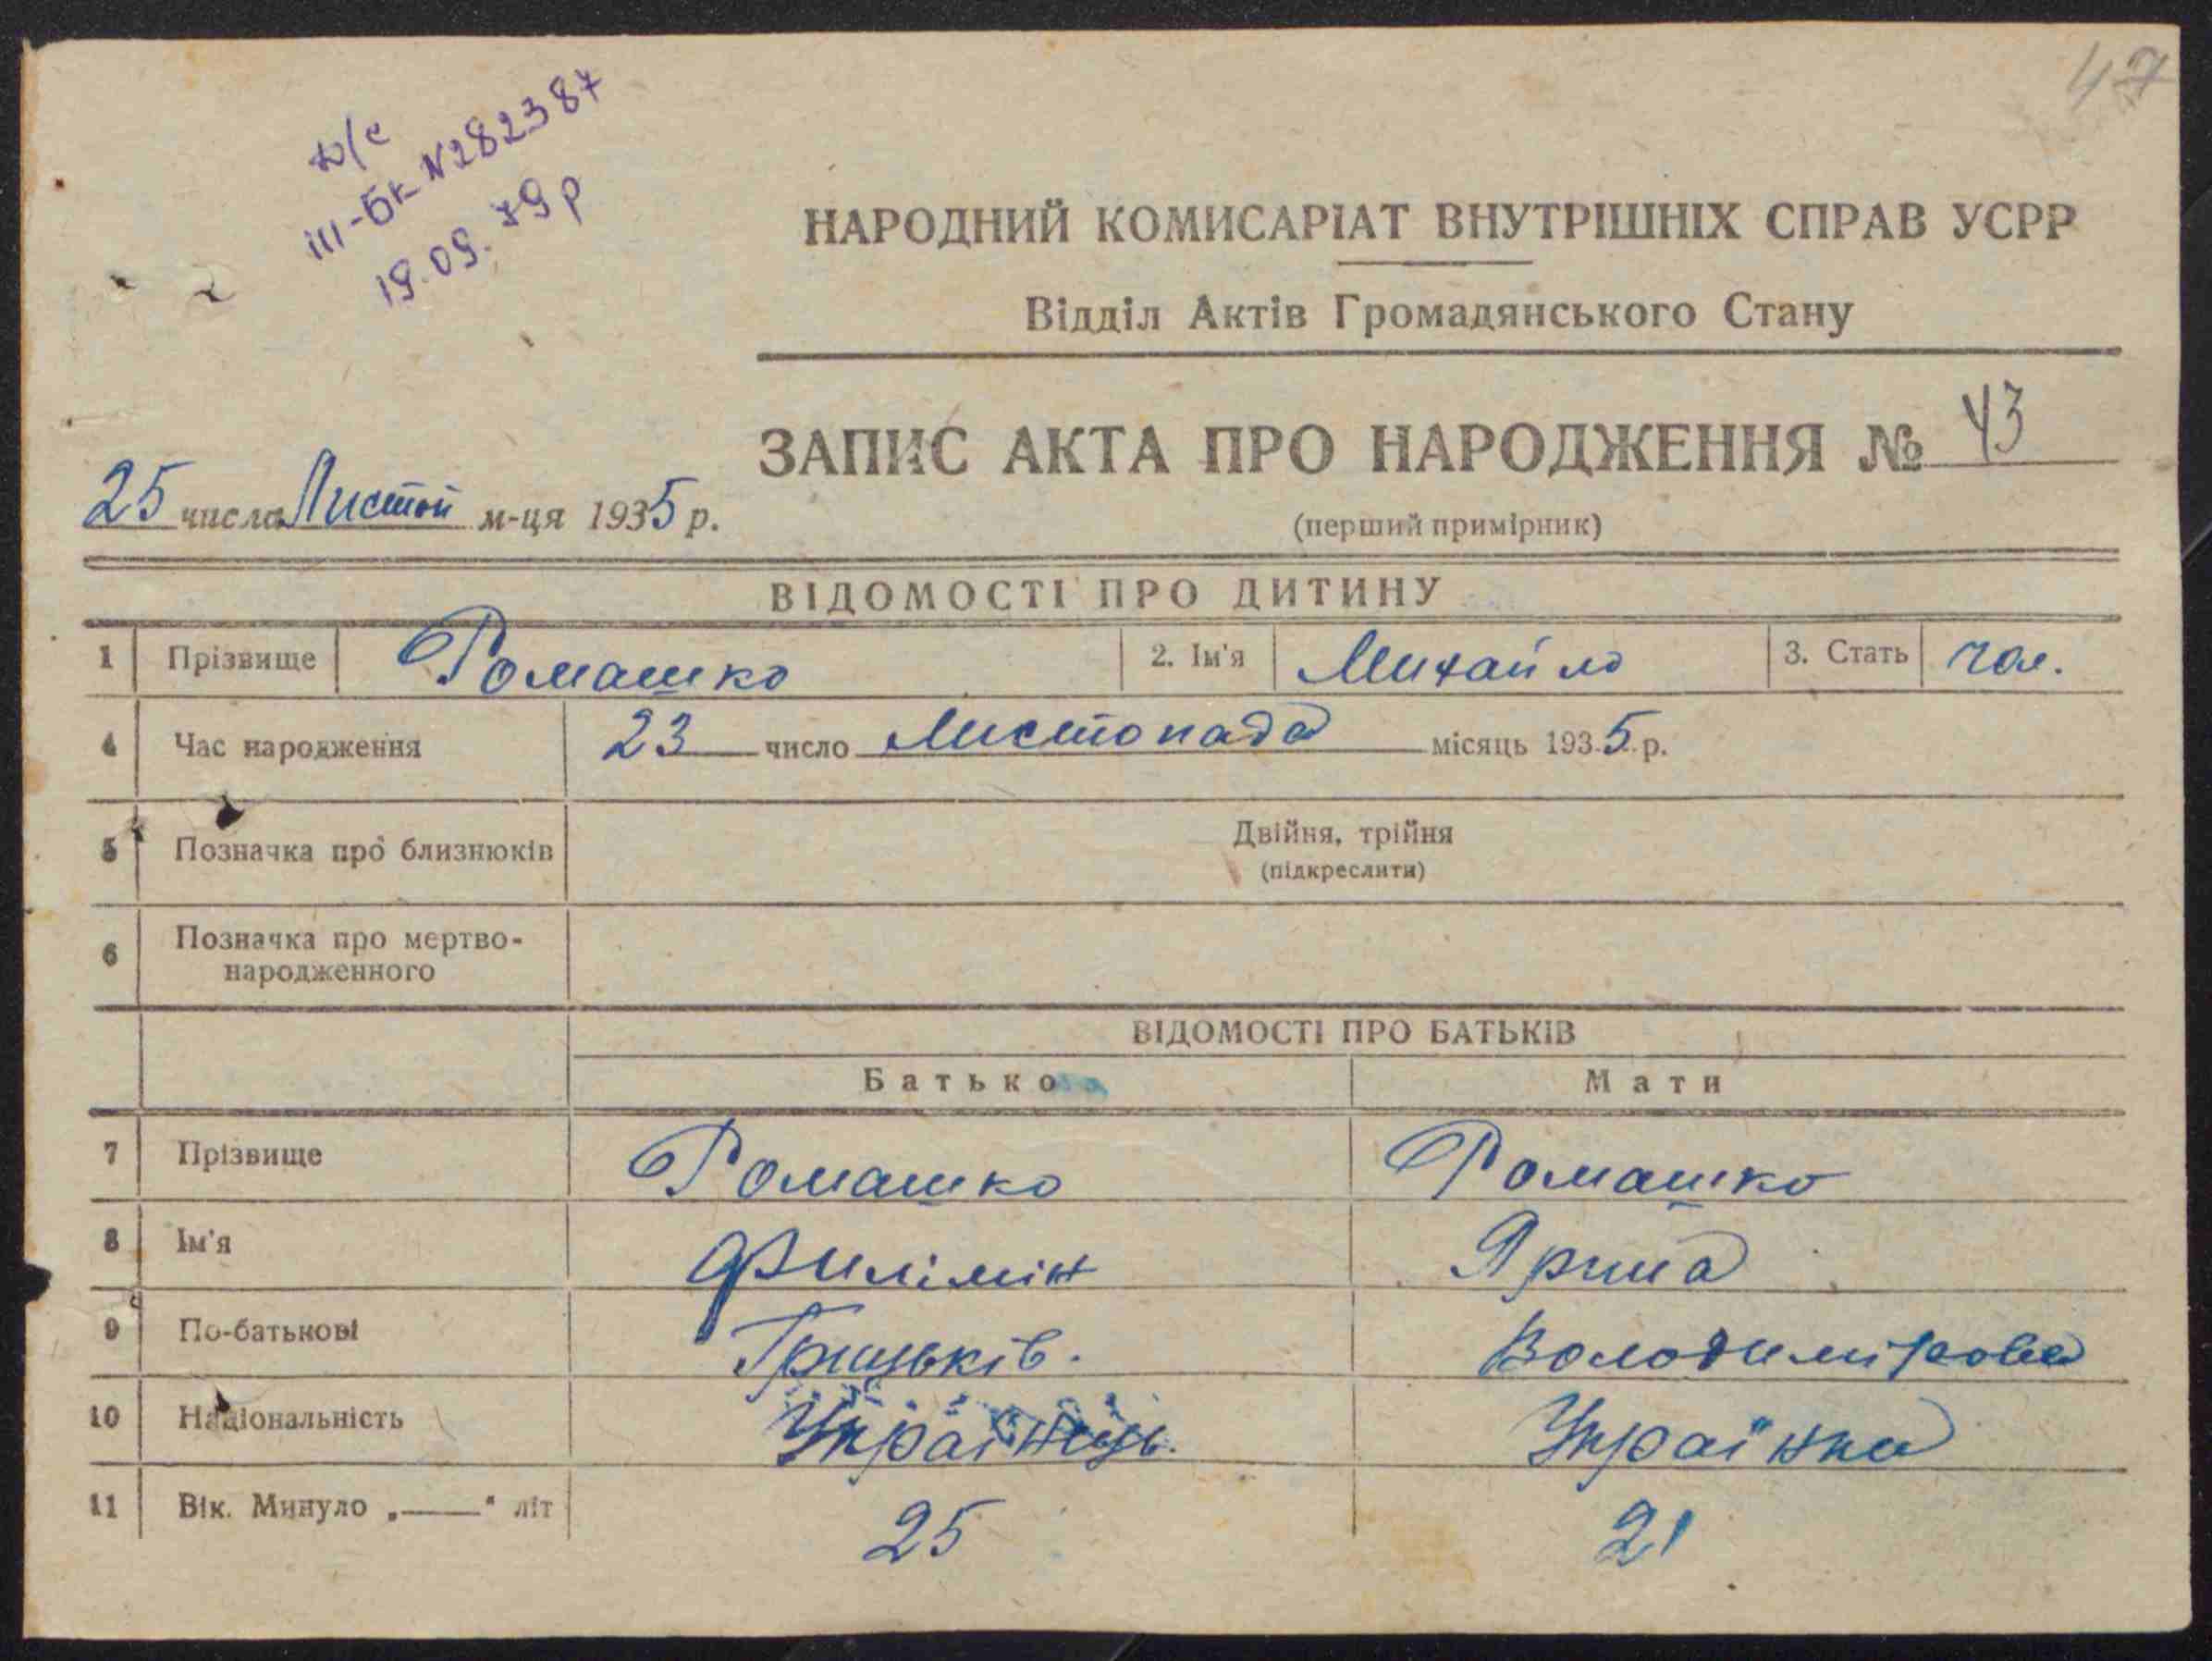 47
п/с
III-БК N282387
19.09.79р
НАРОДНИЙ КОМИСАРІАТ ВНУТРІШНІХ СПРАВ УСРР
Відділ Актів Громадянського Стану
ЗАПИС АКТА ПРО НАРОДЖЕННЯ № 43
25 числа Листоп м-ця 1935 р.
(перший примірник)
ВІДОМОСТІ ПРО ДИТИНУ
1 Прізвище Ромашко 2. Ім'я Михайло 3. Стать чол.
4 Час народження 23 число Листопада місяць 1935 р.
5 Позначка про близнюків Двійня, трійня
(підкреслити)
6 Позначка про мертво-
народженного
ВІДОМОСТІ ПРО БАТЬКІВ
Батько Мати
7 Прізвище Ромашко Ромашко
8 Ім'я Филімін Ярина
9 По-батькові Грицьків. Володимірова
10 Національність Українець. Українка
11 Вік. Минуло „——" літ 25 21